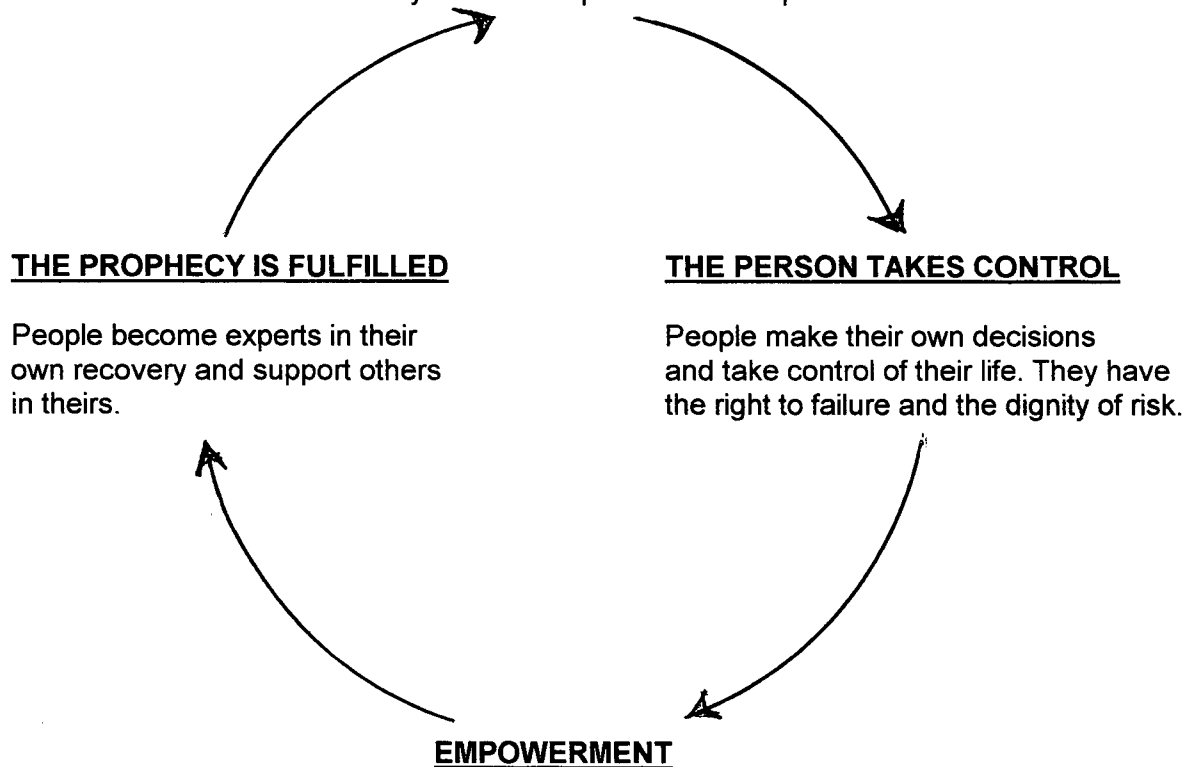 THE PROPHECY IS FULFILLED
People become experts in their
own recovery and support others
in theirs.
THE PERSON TAKES CONTROL
People make their own decisions
and take control of their life. They have
the right to failure and the dignity of risk.
EMPOWERMENT